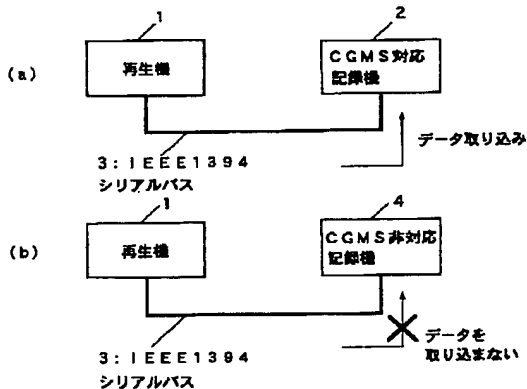 (a)
1
再生機
2
CGMS対応
記録機
3:IEEE1394
シリアルバス
データ取り込み
(b)
1
再生機
4
CGMS非対応
記録機
3:IEEE1394
シリアルバス
データを
取り込まない